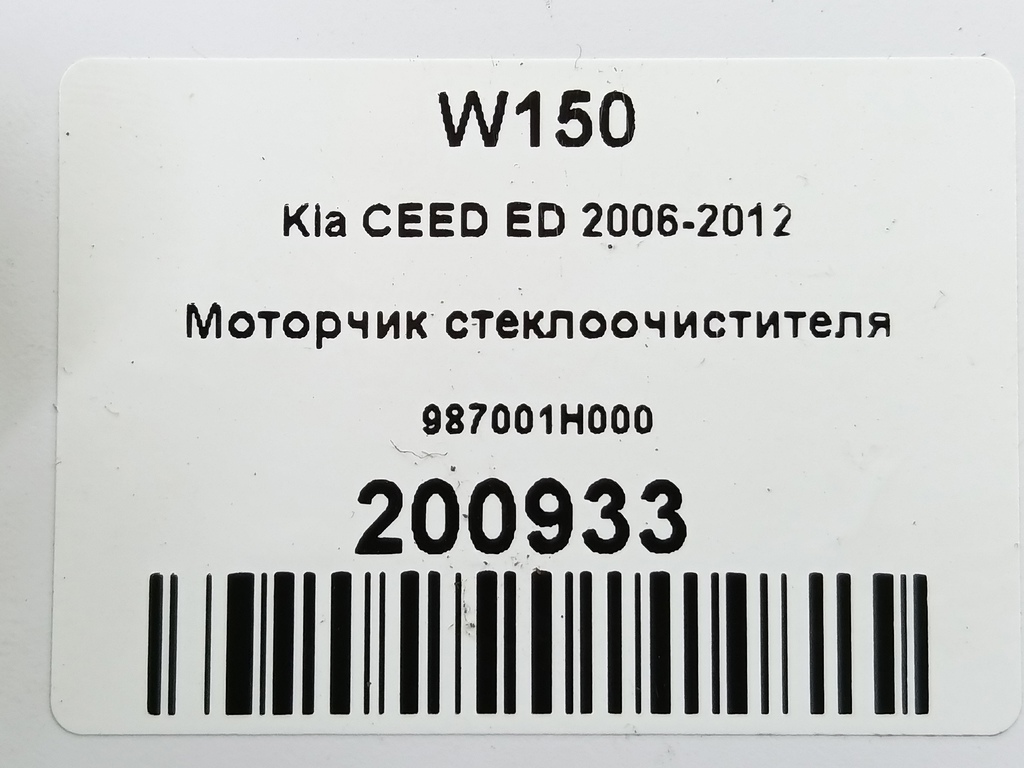 W150
Kia CEED ED 2006-2012
Моторчик стеклоочистителя
987001H000
200933